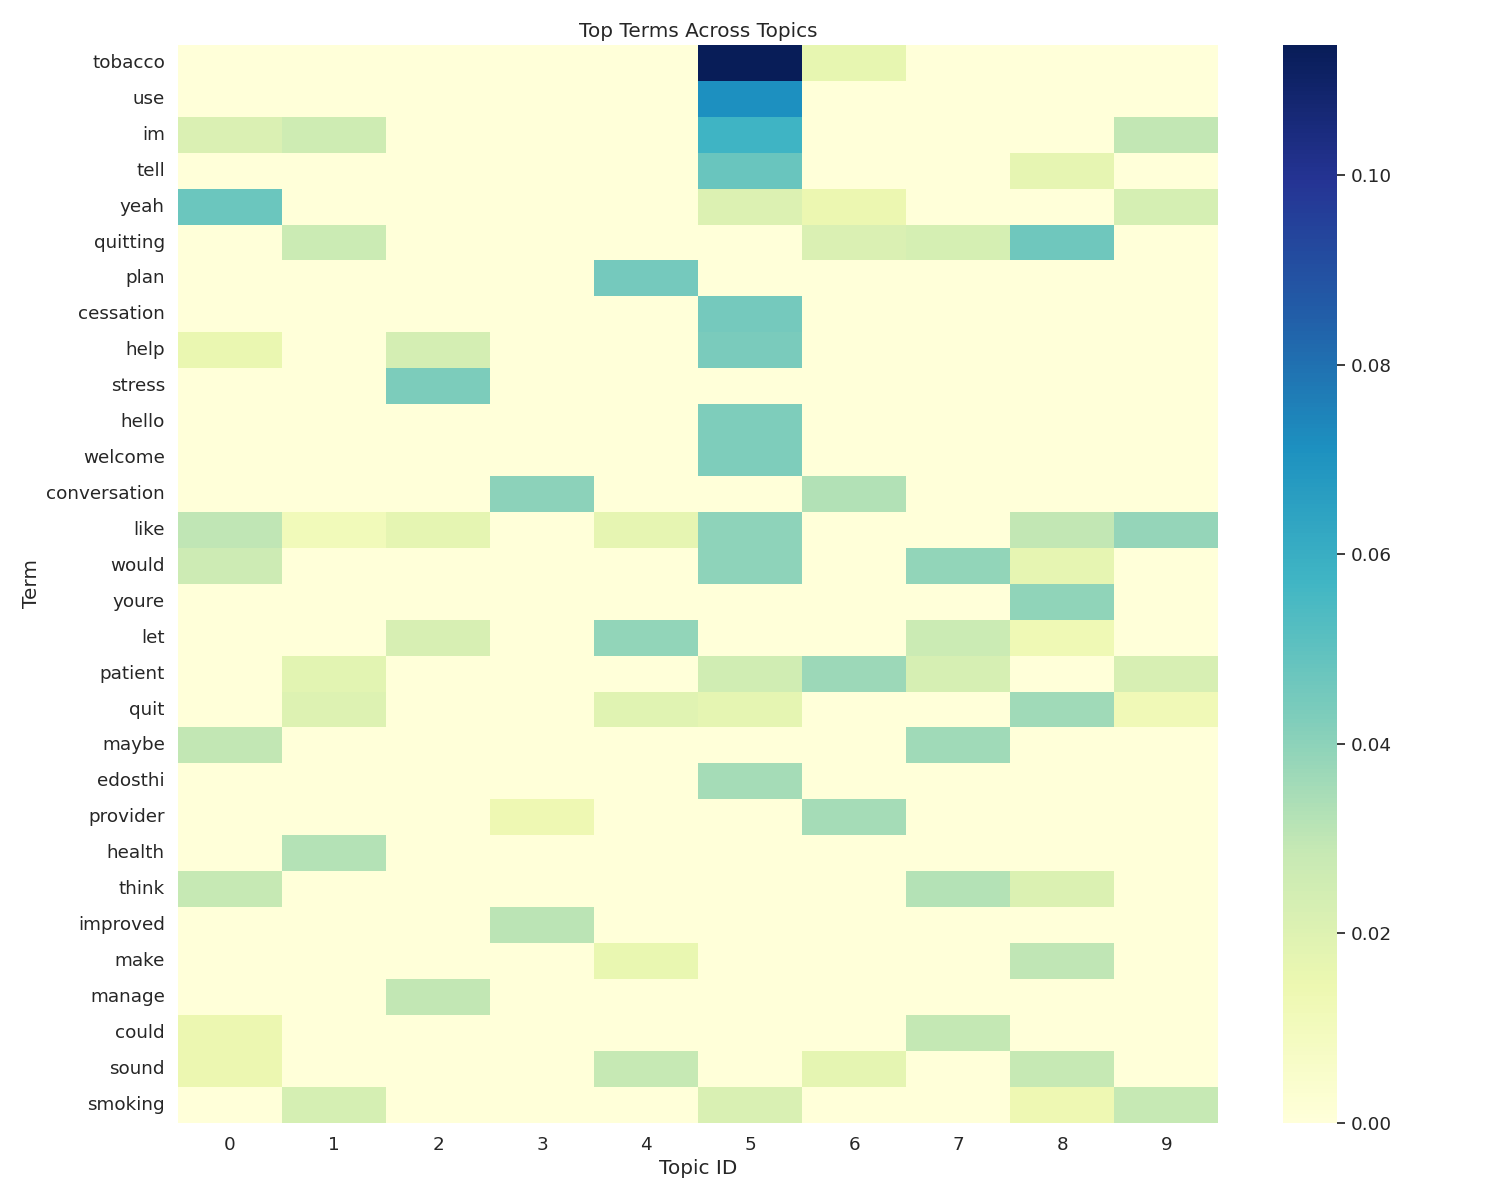 Top Terms Across Topics
tobacco
use
im
tell
yeah
quitting
plan
cessation
help
stress
hello
welcome
conversation
like
would
youre
let
patient
quit
maybe
edosthi
provider
health
think
improved
make
manage
could
sound
smoking
Term
0 1 2 3 4 5 6 7 8 9
Topic ID
0.10
0.08
0.06
0.04
0.02
0.00